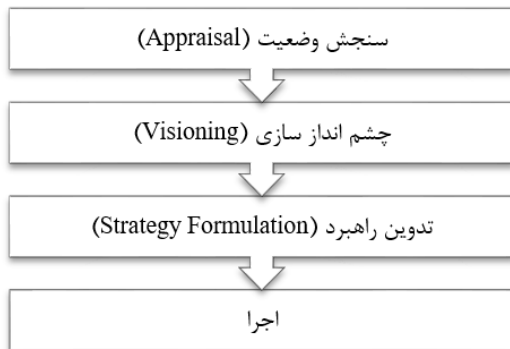 سنجش وضعیت (Appraisal)
چشم انداز سازی (Visioning)
تدوین راهبرد (Strategy Formulation)
اجرا